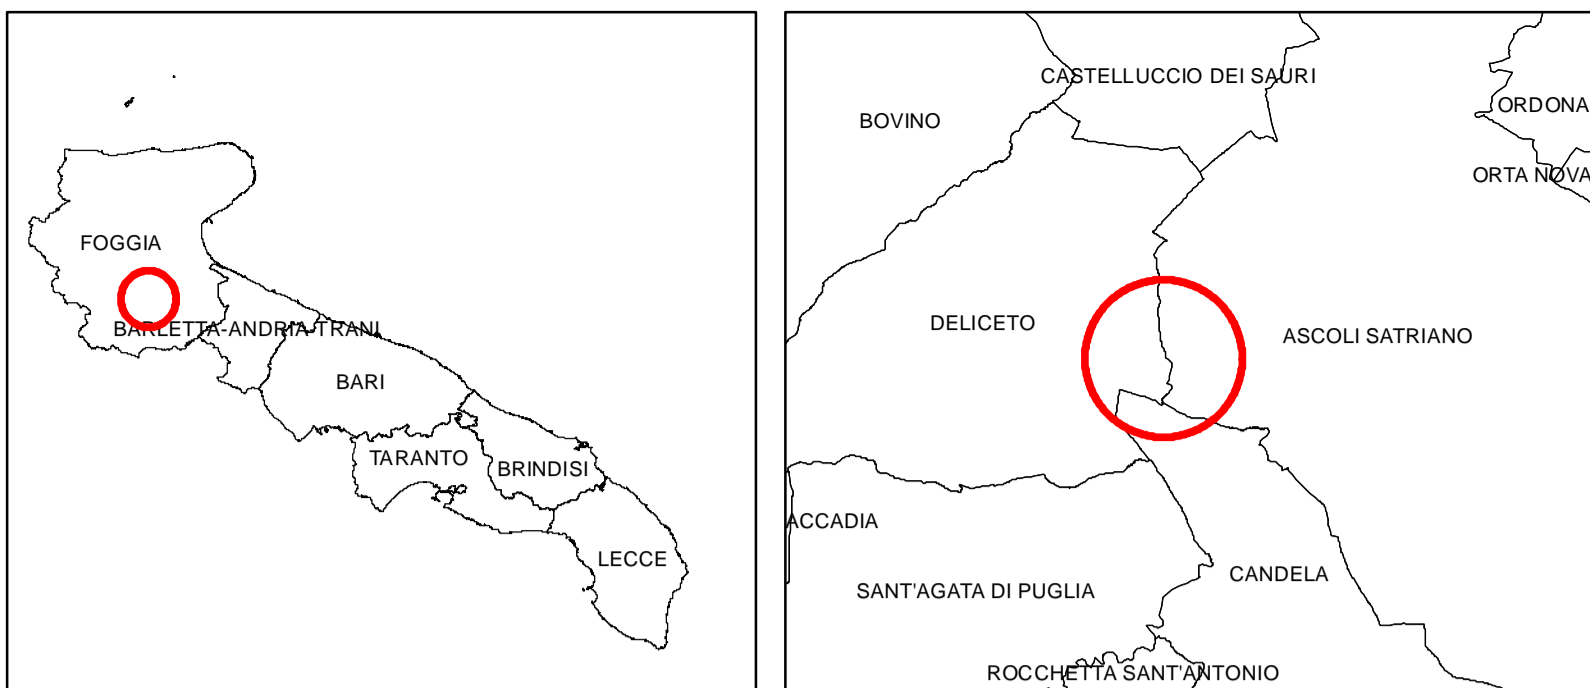 FOGGIA
BARLETTA-ANDRIA-TRANI
BARI
TARANTO
BRINDISI
LECCE
CASTELLUCCIO DEI SAURI
BOVINO
ORDONA
ORTA NOVA
DELICETO
ASCOLI SATRIANO
ACCADIA
CANDELA
SANT'AGATA DI PUGLIA
ROCCHETTA SANT'ANTONIO